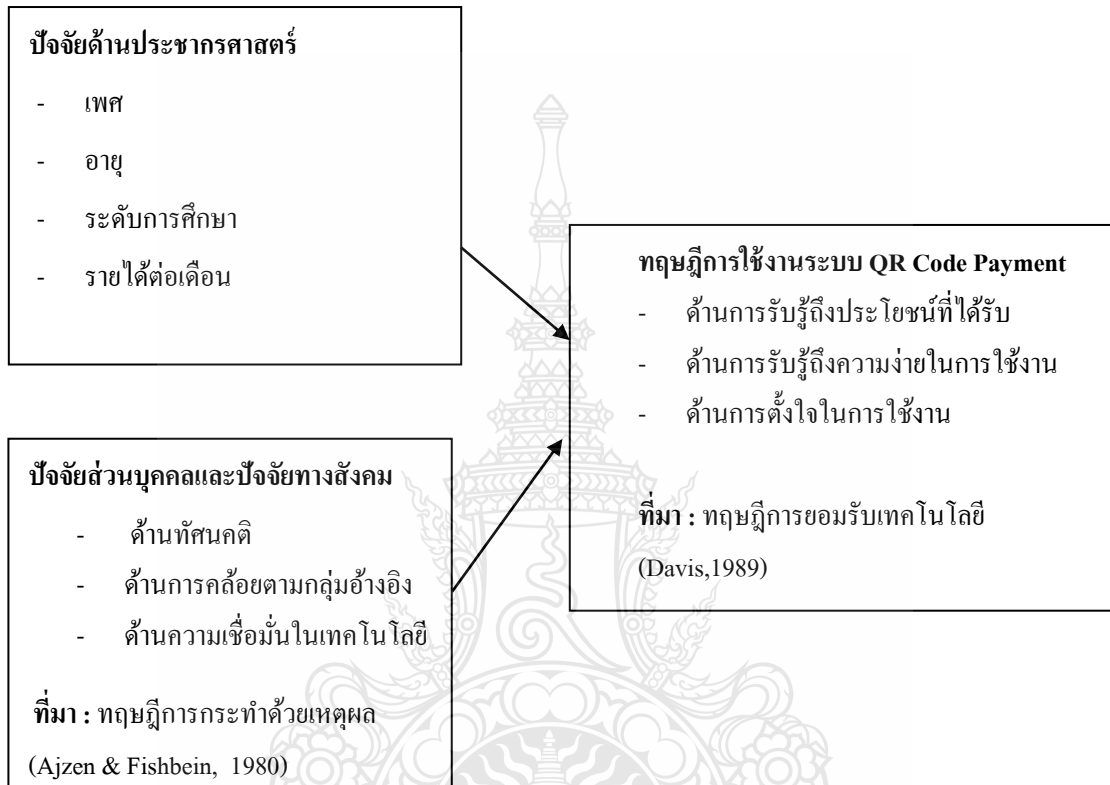 ปัจจัยด้านประชากรศาสตร์
- เพศ
- อายุ
- ระดับการศึกษา
- รายได้ต่อเดือน
ทฤษฎีการใช้งานระบบ QR Code Payment
- ด้านการรับรู้ถึงประโยชน์ที่ได้รับ
- ด้านการรับรู้ถึงความง่ายในการใช้งาน
- ด้านการตั้งใจในการใช้งาน
ที่มา : ทฤษฎีการยอมรับเทคโนโลยี
(Davis,1989)
ปัจจัยส่วนบุคคลและปัจจัยทางสังคม
- ด้านทัศนคติ
- ด้านการคล้อยตามกลุ่มอ้างอิง
- ด้านความเชื่อมั่นในเทคโนโลยี
ที่มา : ทฤษฎีการกระทำด้วยเหตุผล
(Ajzen & Fishbein, 1980)